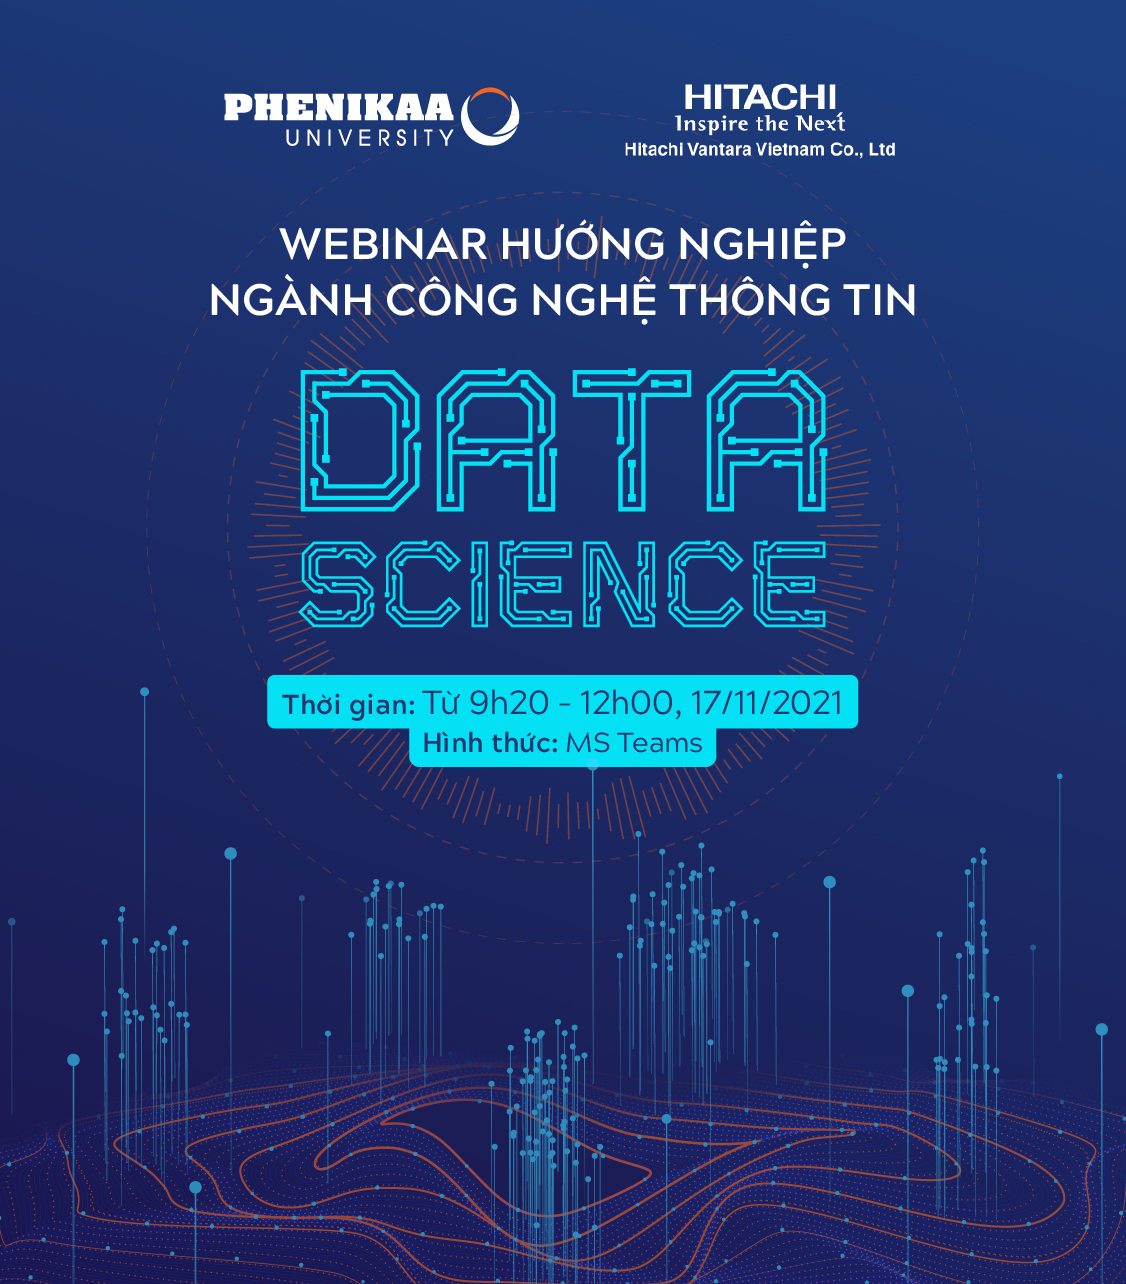 PHENIKAA
UNIVERSITY
HITACHI
Inspire the Next
Hitachi Vantara Vietnam Co., Ltd
WEBINAR HƯỚNG NGHIỆP
NGÀNH CÔNG NGHỆ THÔNG TIN
DATA
SCIENCE
Thời gian: Từ 9h20 - 12h00, 17/11/2021
Hình thức: MS Teams